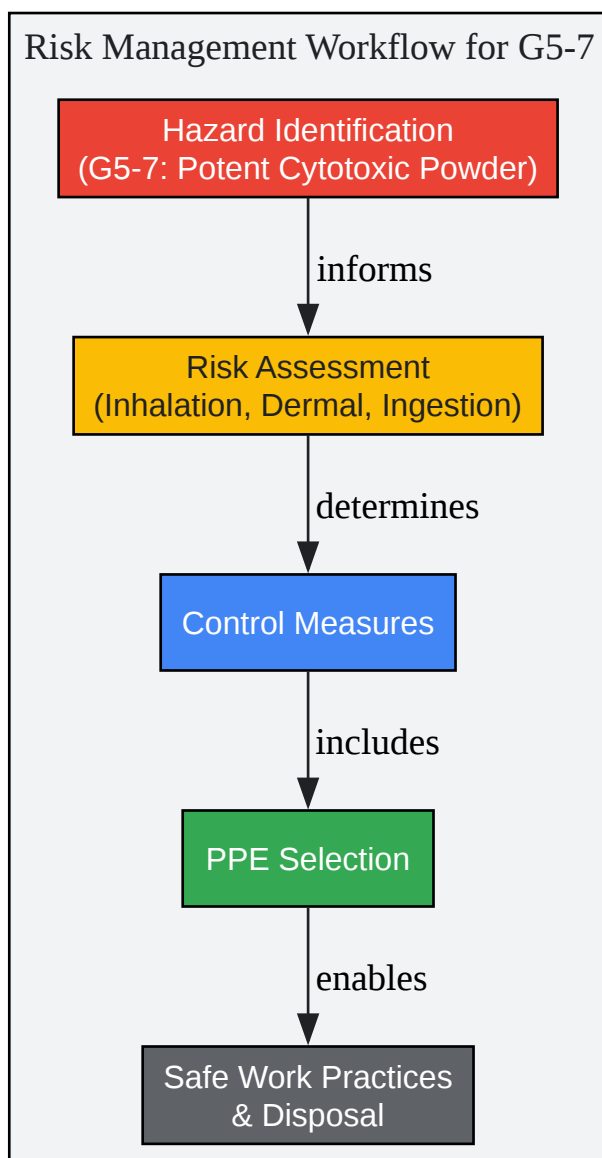 Risk Management Workflow for G5-7
Hazard Identification
(G5-7: Potent Cytotoxic Powder)
informs
Risk Assessment
(Inhalation, Dermal, Ingestion)
determines
Control Measures
includes
PPE Selection
enables
Safe Work Practices
& Disposal